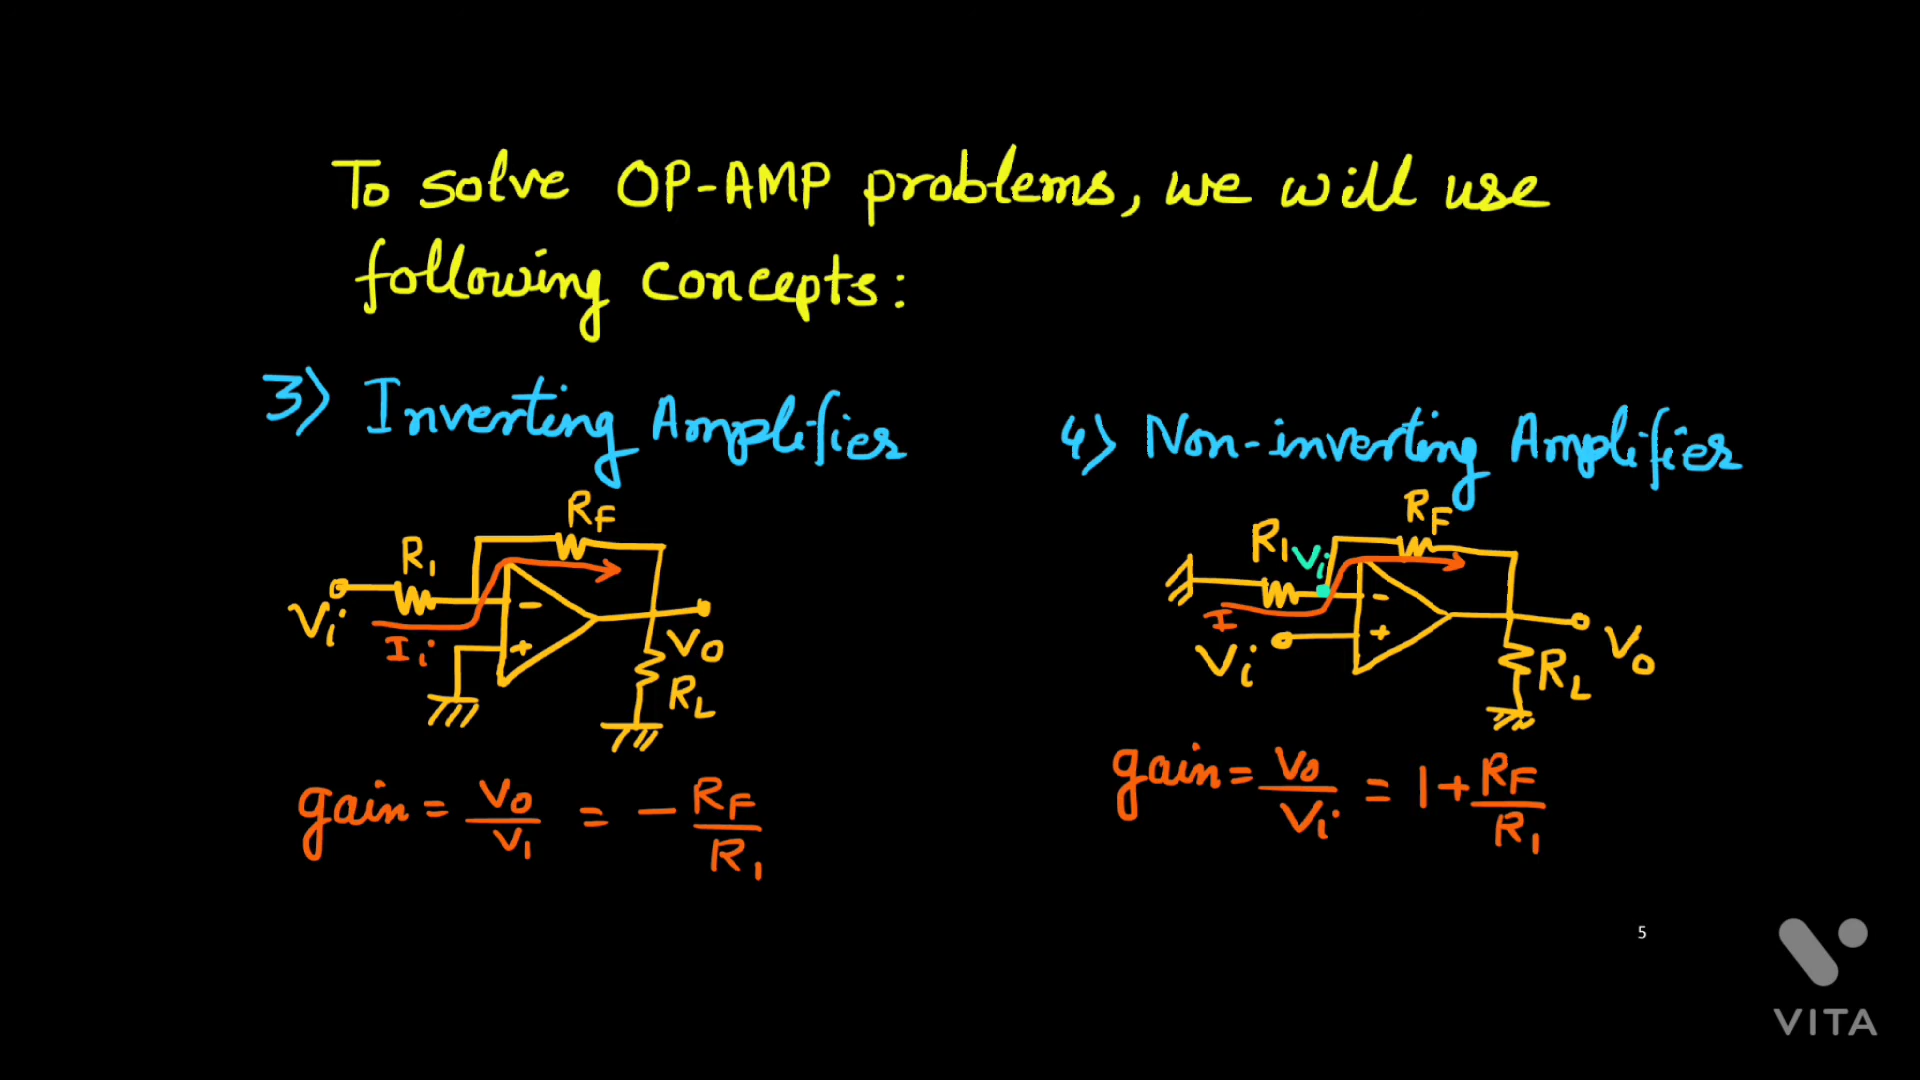 To solve OP-AMP problems, we will use
following concepts:
3) Inverting Amplifier
RF
R1
Vi
Ii
-
+
Vo
RL
gain = Vo/V1 = - RF/R1
4) Non-inverting Amplifier
RF
R1
Vi
I
-
+
Vi
Vo
RL
gain = Vo/Vi = 1 + RF/R1
5
VITA